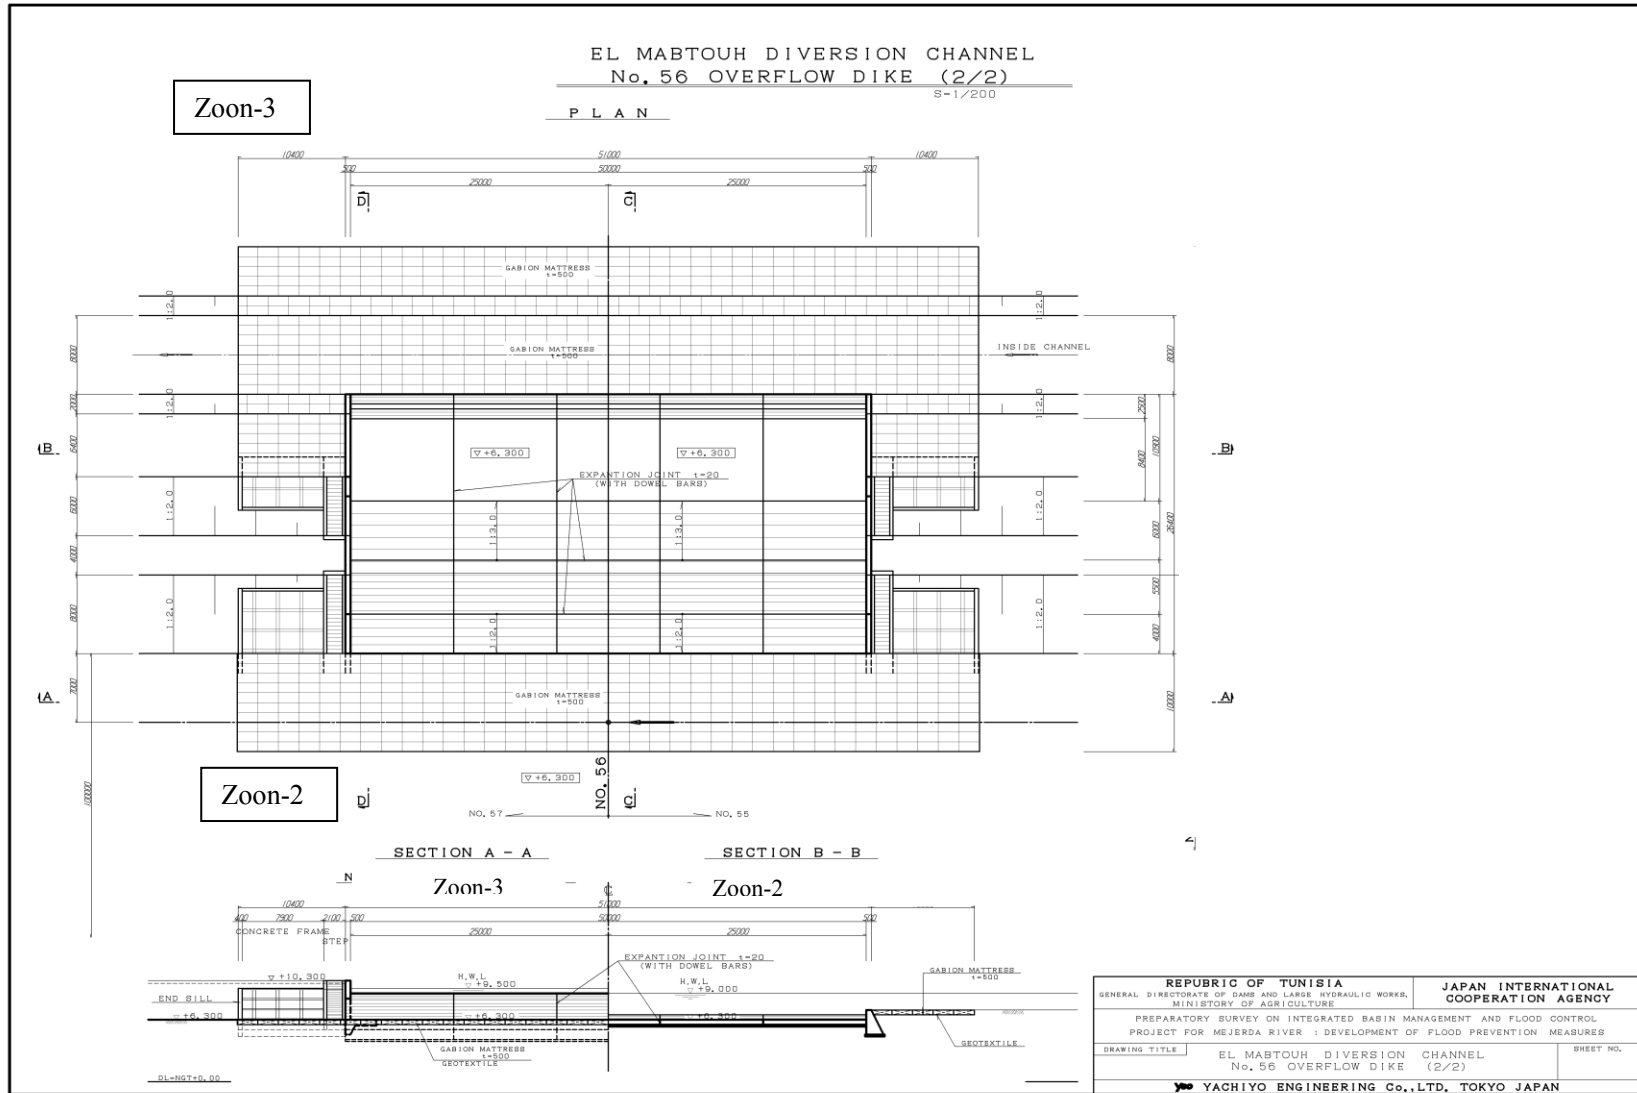 EL MABTOUH DIVERSION CHANNEL
No. 56 OVERFLOW DIKE (2/2)
S-1/200
Zoon-3
PLAN
10400 51000 10400
500 50000 500
25000 25000
D C
GABION MATTRESS
t=500
1:2.0 1:2.0
GABION MATTRESS
t=500
INSIDE CHANNEL
8000 8000
1:2.0 1:2.0
2000 2500
B B
6400 8400 10900
▽+6.300 ▽+6.300
EXPANTION JOINT t=20
(WITH DOWEL BARS)
1:2.0 1:2.0
6000 6000 26400
1:3.0 1:3.0
4000 5500
1:2.0 1:2.0
8000 4000
1:2.0 1:2.0
A A
7000 10000
GABION MATTRESS
t=500
NO. 56
▽+6.300
Zoon-2
D C
100000
NO. 57 NO. 55
SECTION A - A SECTION B - B
N
Zoon-3 Zoon-2
10400 51000
400 7900 2100 500 50000 500
CONCRETE FRAME
STEP
25000 25000
EXPANTION JOINT t=20
(WITH DOWEL BARS)
▽+10.300
H.W.L
▽+9.500
H.W.L
▽+9.000
GABION MATTRESS
t=500
END SILL
▽+6.300 ▽+6.300 ▽+6.300
GABION MATTRESS
t=500
GEOTEXTILE
GEOTEXTILE
DL=NGT+0.00
REPUBRIC OF TUNISIA
GENERAL DIRECTORATE OF DAMS AND LARGE HYDRAULIC WORKS,
MINISTORY OF AGRICULTURE
JAPAN INTERNATIONAL
COOPERATION AGENCY
PREPARATORY SURVEY ON INTEGRATED BASIN MANAGEMENT AND FLOOD CONTROL
PROJECT FOR MEJERDA RIVER : DEVELOPMENT OF FLOOD PREVENTION MEASURES
DRAWING TITLE
EL MABTOUH DIVERSION CHANNEL
No. 56 OVERFLOW DIKE (2/2)
SHEET NO.
yeo YACHIYO ENGINEERING Co.,LTD. TOKYO JAPAN